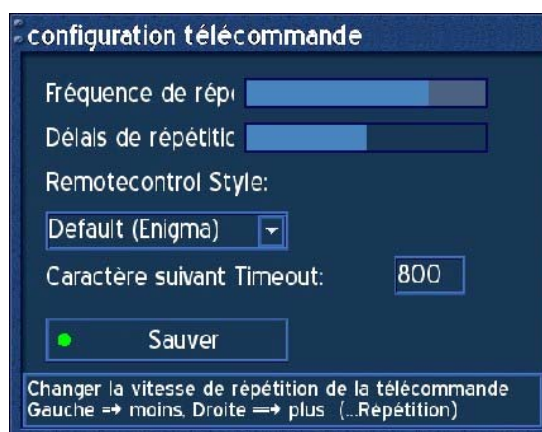 configuration télécommande
Fréquence de rép
Délais de répétitic
Remotecontrol Style:
Default (Enigma)
Caractère suivant Timeout:
800
Sauver
Changer la vitesse de répétition de la télécommande
Gauche => moins, Droite ==> plus (...Répétition)